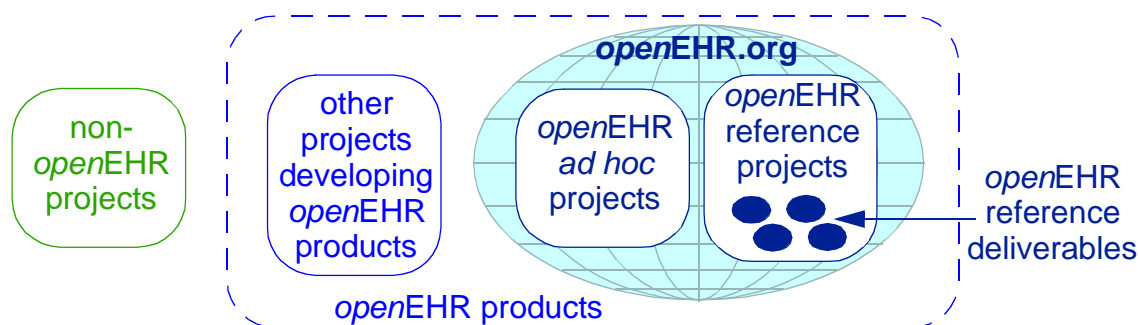 openEHR.org
non-
openEHR
projects
other
projects
developing
openEHR
products
openEHR
ad hoc
projects
openEHR
reference
projects
openEHR
reference
deliverables
openEHR products